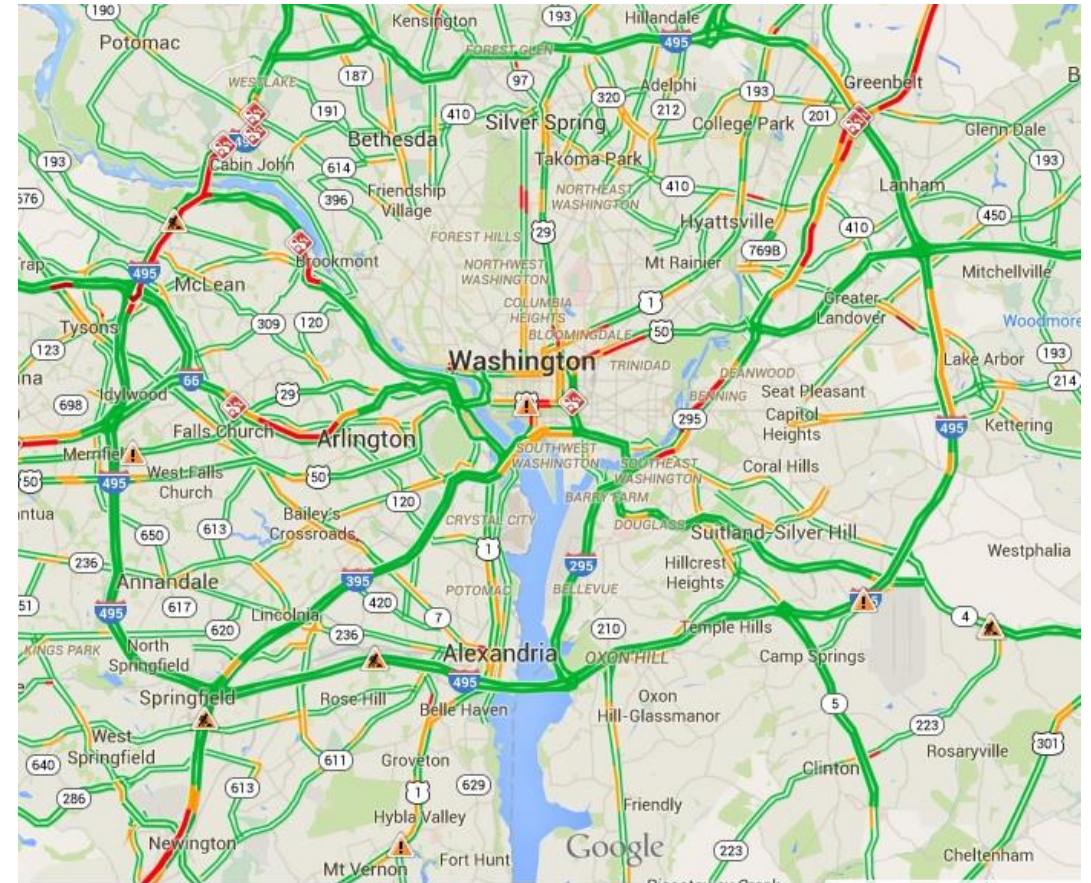 190
Potomac
Kensington
193
Hillandale
495
FOREST GLEN
WESTLAKE
187
97
Adelphi
193
Greenbelt
B
191
410
320
212
Bethesda
Silver Spring
College Park
201
Glenn Dale
Cabin John
614
Takoma Park
193
193
396
Friendship
Village
NORTHEAST
WASHINGTON
410
Lanham
576
Hyattsville
450
FOREST HILLS
29
769B
410
Brookmont
Trap
495
McLean
NORTHWEST
WASHINGTON
Mt Rainier
Mitchellville
COLUMBIA
HEIGHTS
1
Greater
Landover
Tysons
309
120
BLOOMINGDALE
50
Woodmore
123
Washington
TRINIDAD
Lake Arbor
193
na
66
DEANWOOD
214
Idylwood
29
BENNING
Seat Pleasant
698
Falls Church
Arlington
295
Capitol
Heights
495
Kettering
Merrifiel
SOUTHWEST
WASHINGTON
50
West Falls
Church
50
SOUTHEAST
WASHINGTON
Coral Hills
495
120
BARRY FARM
antua
Bailey's
Crossroads
CRYSTAL CITY
DOUGLASS
650
613
Suitland-Silver Hill
236
1
Westphalia
Annandale
395
295
Hillcrest
Heights
51
495
617
420
POTOMAC
BELLEVUE
Lincolnia
7
210
4
620
236
Temple Hills
KINGS PARK
North
Springfield
Alexandria
OXON HILL
Camp Springs
495
Springfield
Rose Hill
Belle Haven
Oxon
Hill-Glassmanor
5
West
Springfield
223
301
640
611
Groveton
Rosaryville
613
1
629
Clinton
286
Hybla Valley
Friendly
Newington
Google
Mt Vernon
Fort Hunt
223
Cheltenham